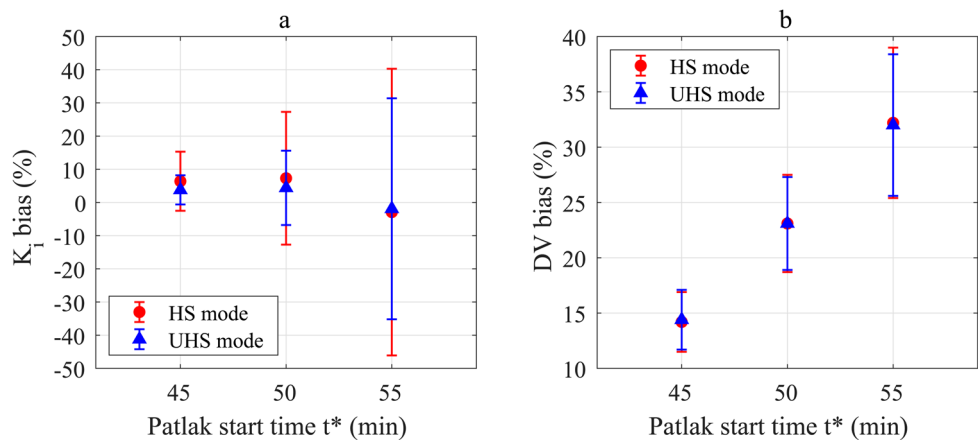 a
50
40
30
20
10
0
-10
-20
-30
-40
-50
K_i bias (%)
HS mode
UHS mode
45 50 55
Patlak start time t* (min)
b
40
35
30
25
20
15
10
DV bias (%)
HS mode
UHS mode
45 50 55
Patlak start time t* (min)